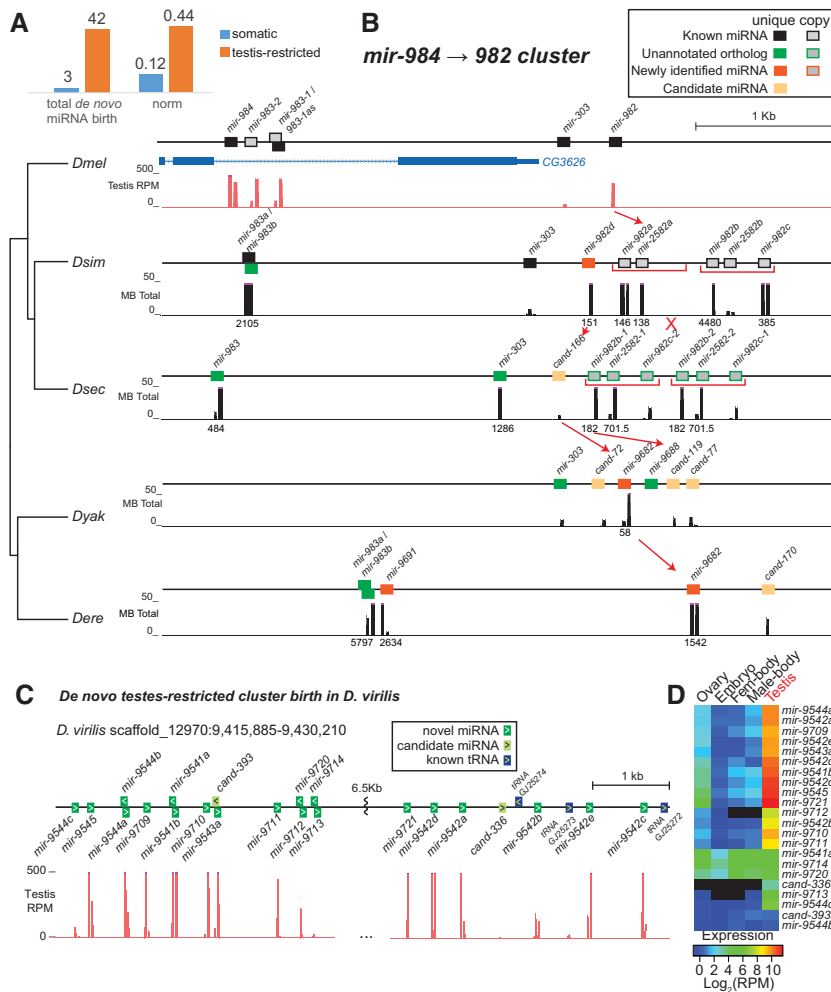 A
42
3
0.12
0.44
somatic
testis-restricted
total de novo miRNA birth
norm
B
mir-984 → 982 cluster
unique copy
Known miRNA
Unannotated ortholog
Newly identified miRNA
Candidate miRNA
1 Kb
mir-984
mir-983-2
mir-983-1 /
983-1as
mir-303
mir-982
Dmel
CG3626
500_
Testis RPM
0_
mir-983a /
mir-983b
mir-303
mir-982d
mir-982a
mir-2582a
mir-982b
mir-2582b
mir-982c
Dsim
50_
MB Total
0_
2105
151
146
138
X
4480
385
mir-983
mir-303
cand-166
mir-982b-1
mir-2582-1
mir-982c-2
mir-982b-2
mir-2582-2
mir-982c-1
Dsec
50_
MB Total
0_
484
1286
182
701.5
182
701.5
mir-303
cand-72
mir-9682
mir-9688
cand-119
cand-77
Dyak
50_
MB Total
0_
58
mir-983a /
mir-983b
mir-9691
mir-9682
cand-170
Dere
50_
MB Total
0_
5797
2634
1542
C
De novo testes-restricted cluster birth in D. virilis
D. virilis scaffold_12970:9,415,885-9,430,210
novel miRNA
candidate miRNA
known tRNA
1 kb
6.5Kb
mir-9544b
mir-9541a
cand-393
mir-9720
mir-9714
tRNA
GJ25274
mir-9544c
mir-9545
mir-9544a
mir-9709
mir-9541b
mir-9710
mir-9543a
mir-9711
mir-9712
mir-9713
mir-9721
mir-9542d
mir-9542a
cand-336
mir-9542b
tRNA
GJ25273
mir-9542e
mir-9542c
tRNA
GJ25272
500_
Testis
RPM
0_
...
D
Ovary
Embryo
Fem-body
Male-body
Testis
mir-9544a
mir-9542a
mir-9709
mir-9542e
mir-9543a
mir-9542d
mir-9541b
mir-9542c
mir-9545
mir-9721
mir-9712
mir-9542b
mir-9710
mir-9711
mir-9541a
mir-9714
mir-9720
cand-336
mir-9713
mir-9544c
cand-393
mir-9544b
Expression
0 2 4 6 8 10
Log2(RPM)